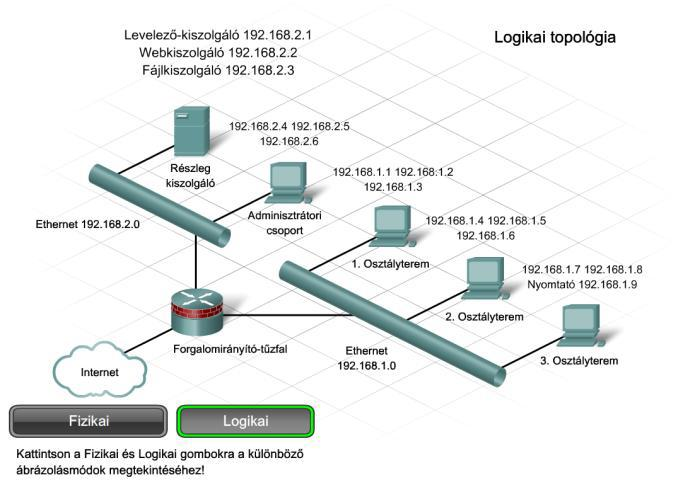 Levelező-kiszolgáló 192.168.2.1
Webkiszolgáló 192.168.2.2
Fájlkiszolgáló 192.168.2.3
Logikai topológia
192.168.2.4 192.168.2.5
192.168.2.6
Részleg
kiszolgáló
192.168.1.1 192.168.1.2
192.168.1.3
Ethernet 192.168.2.0
Adminisztrátori
csoport
192.168.1.4 192.168.1.5
192.168.1.6
1. Osztályterem
192.168.1.7 192.168.1.8
Nyomtató 192.168.1.9
2. Osztályterem
Forgalomirányító-tűzfal
Ethernet
192.168.1.0
3. Osztályterem
Internet
Fizikai
Logikai
Kattintson a Fizikai és Logikai gombokra a különböző
ábrázolásmódok megtekintéséhez!